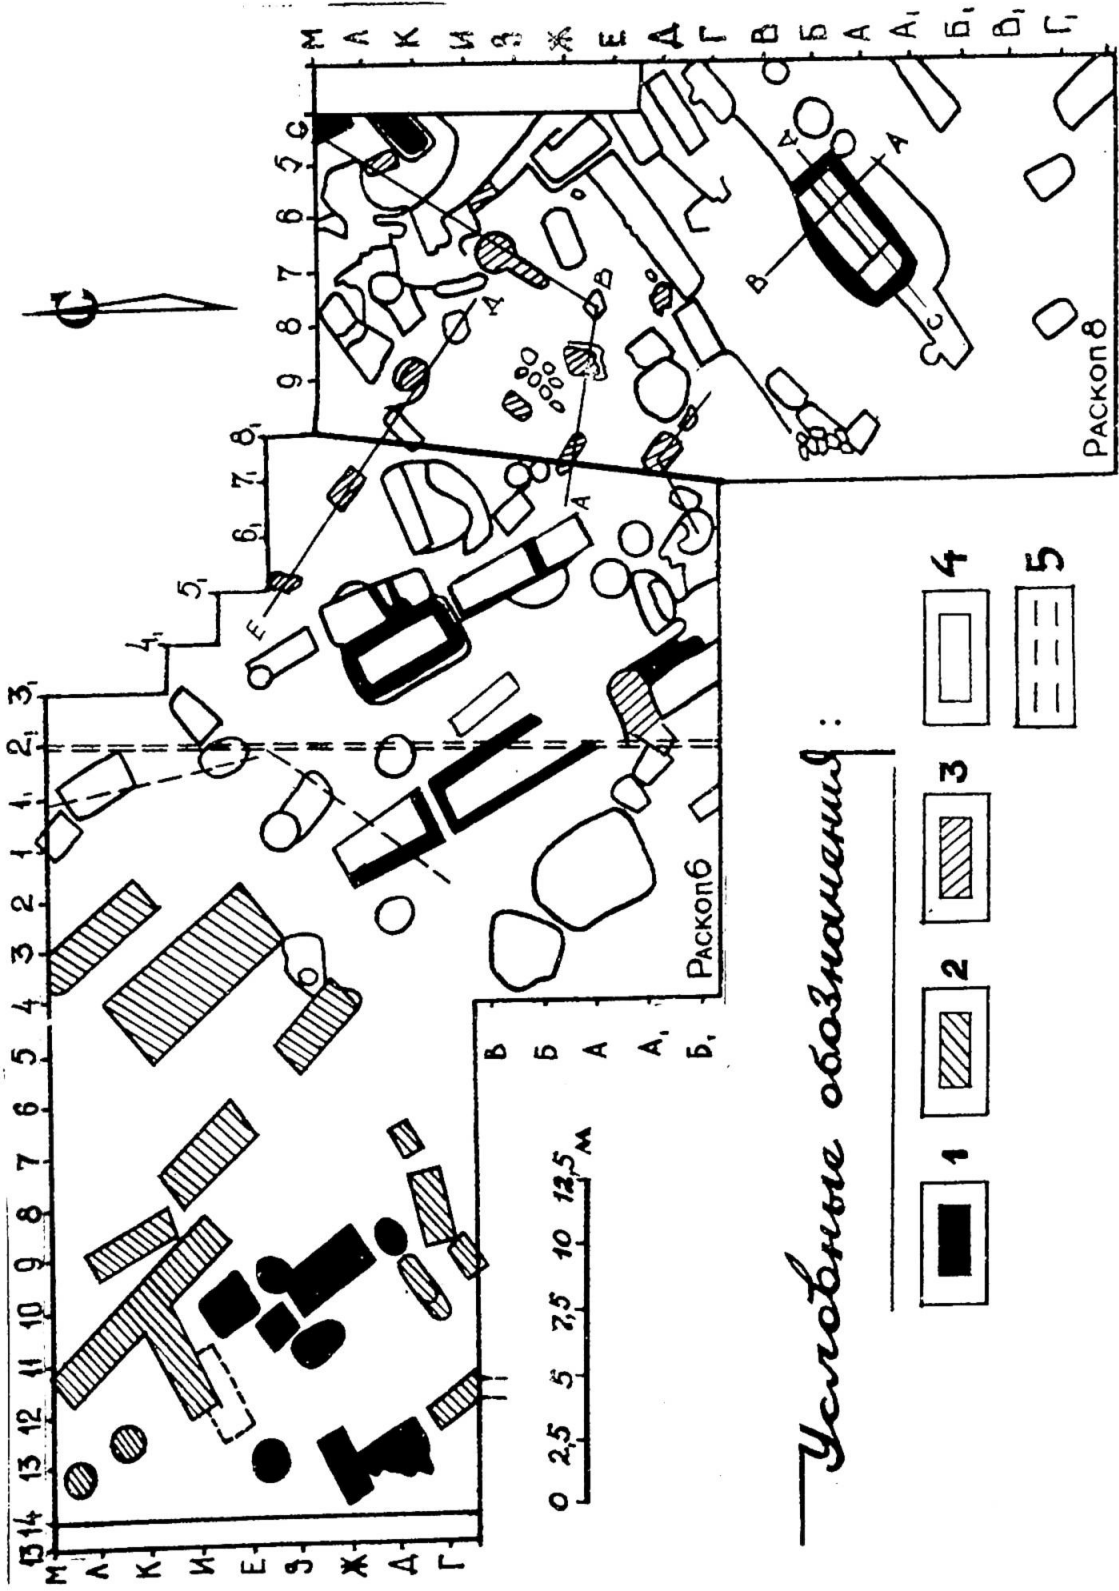 1314 13 12 11 10 9 8 7 6 5 4 3 2 1 1₁ 2₁ 3₁
4₁
5₁
6₁ 7₁ 8₁
9 8 7 6 5 С
М
Л
К
И
Е
З
Ж
Д
Г
М
Л
К
И
З
Ж
Е
Д
Г
В
Б
А
А₁
Б₁
В₁
Г₁
С
Е
Д
В
А
В
Б
А
А₁
Б₁
Раскоп 6
А
А
В
С
Раскоп 8
0 2,5 5 7,5 10 12,5 м
Условные обозначения:
1 2 3 4
5